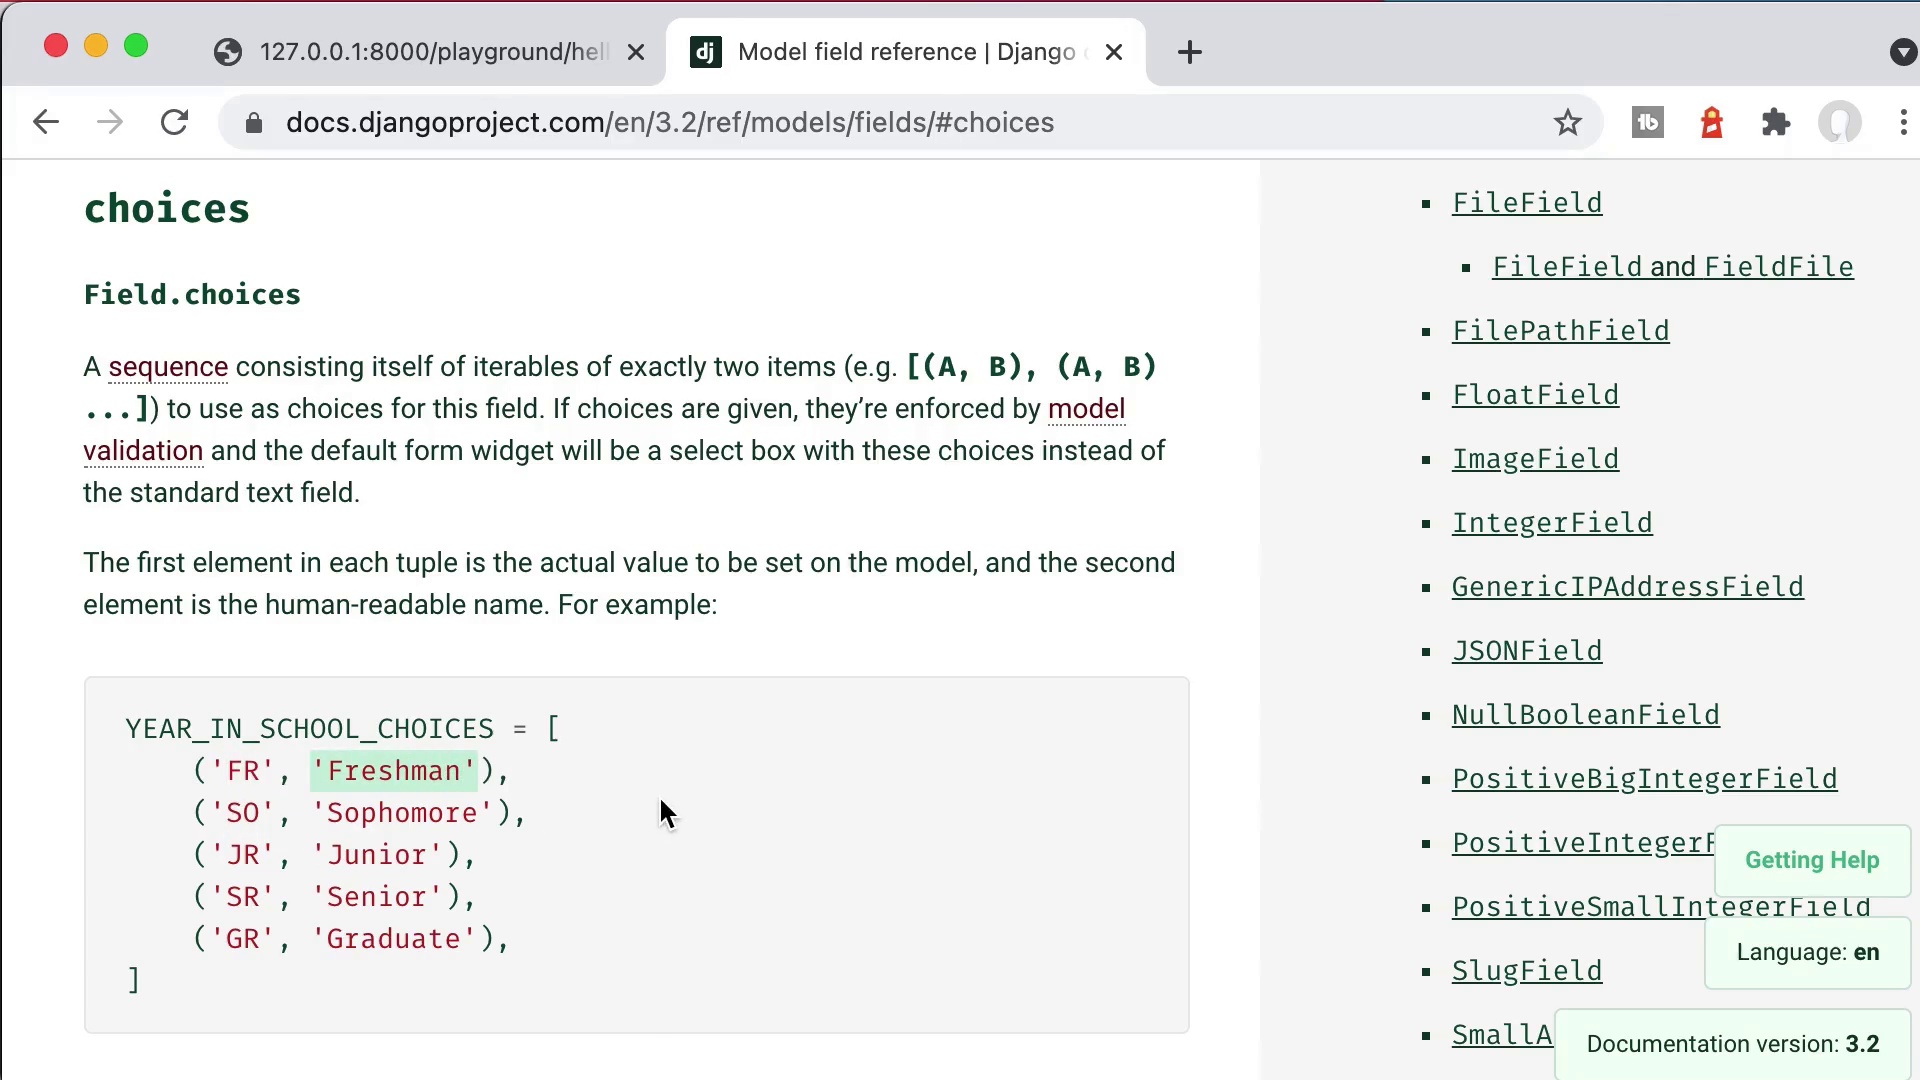 127.0.0.1:8000/playground/hell
dj Model field reference | Django
docs.djangoproject.com/en/3.2/ref/models/fields/#choices
choices
Field.choices
A sequence consisting itself of iterables of exactly two items (e.g. [(A, B), (A, B)
...]) to use as choices for this field. If choices are given, they’re enforced by model
validation and the default form widget will be a select box with these choices instead of
the standard text field.
The first element in each tuple is the actual value to be set on the model, and the second
element is the human-readable name. For example:
YEAR_IN_SCHOOL_CHOICES = [
('FR', 'Freshman'),
('SO', 'Sophomore'),
('JR', 'Junior'),
('SR', 'Senior'),
('GR', 'Graduate'),
]
FileField
FileField and FieldFile
FilePathField
FloatField
ImageField
IntegerField
GenericIPAddressField
JSONField
NullBooleanField
PositiveBigIntegerField
PositiveIntegerF
Getting Help
PositiveSmallIntegerField
Language: en
SlugField
SmallA
Documentation version: 3.2